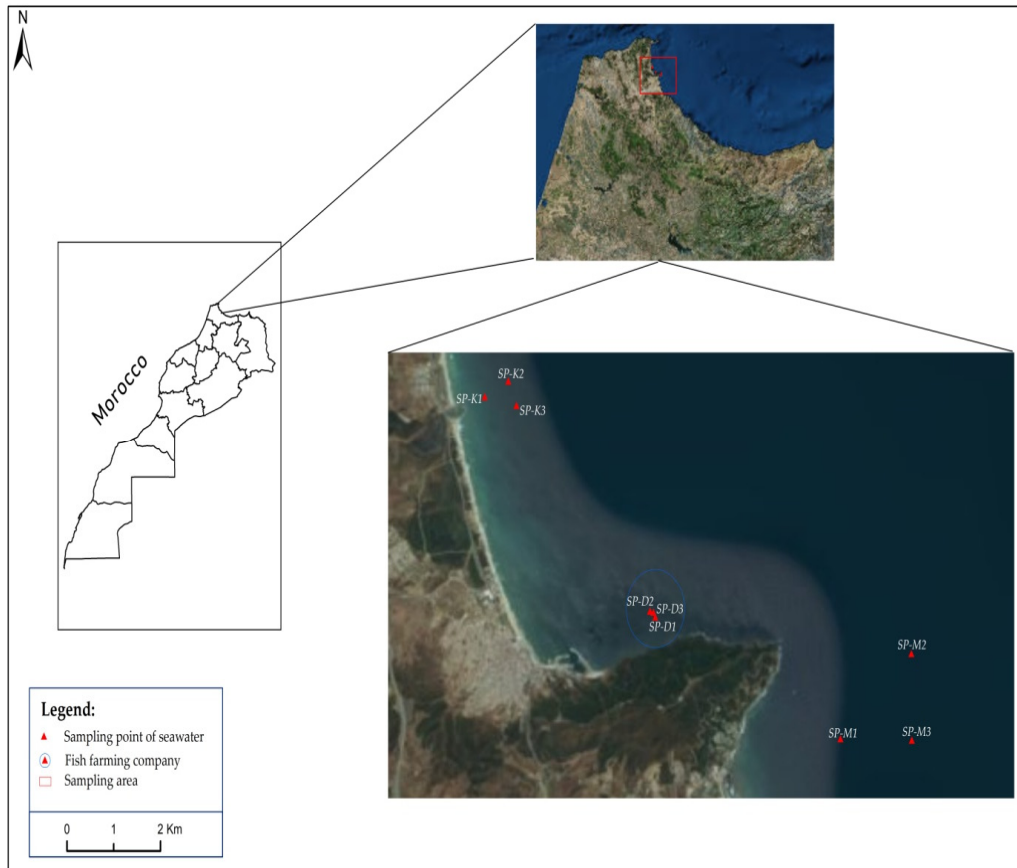 N
Morocco
SP-K2
SP-K1
SP-K3
SP-D2
SP-D3
SP-D1
SP-M2
SP-M1
SP-M3
Legend:
Sampling point of seawater
Fish farming company
Sampling area
0 1 2 Km